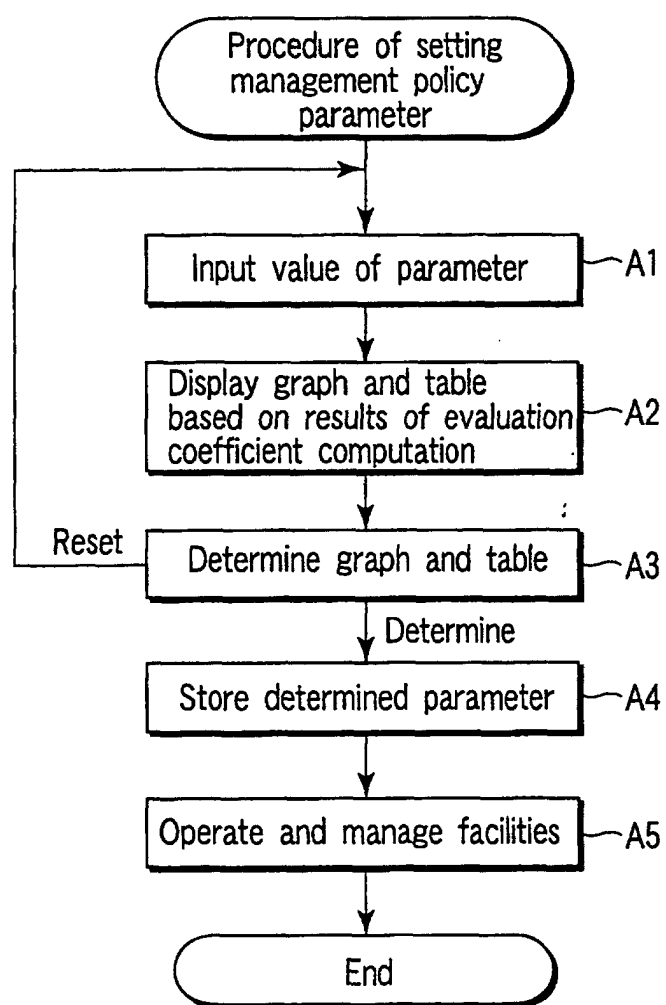 Procedure of setting
management policy
parameter
Input value of parameter
A1
Display graph and table
based on results of evaluation
coefficient computation
A2
Reset
Determine graph and table
A3
Determine
Store determined parameter
A4
Operate and manage facilities
A5
End